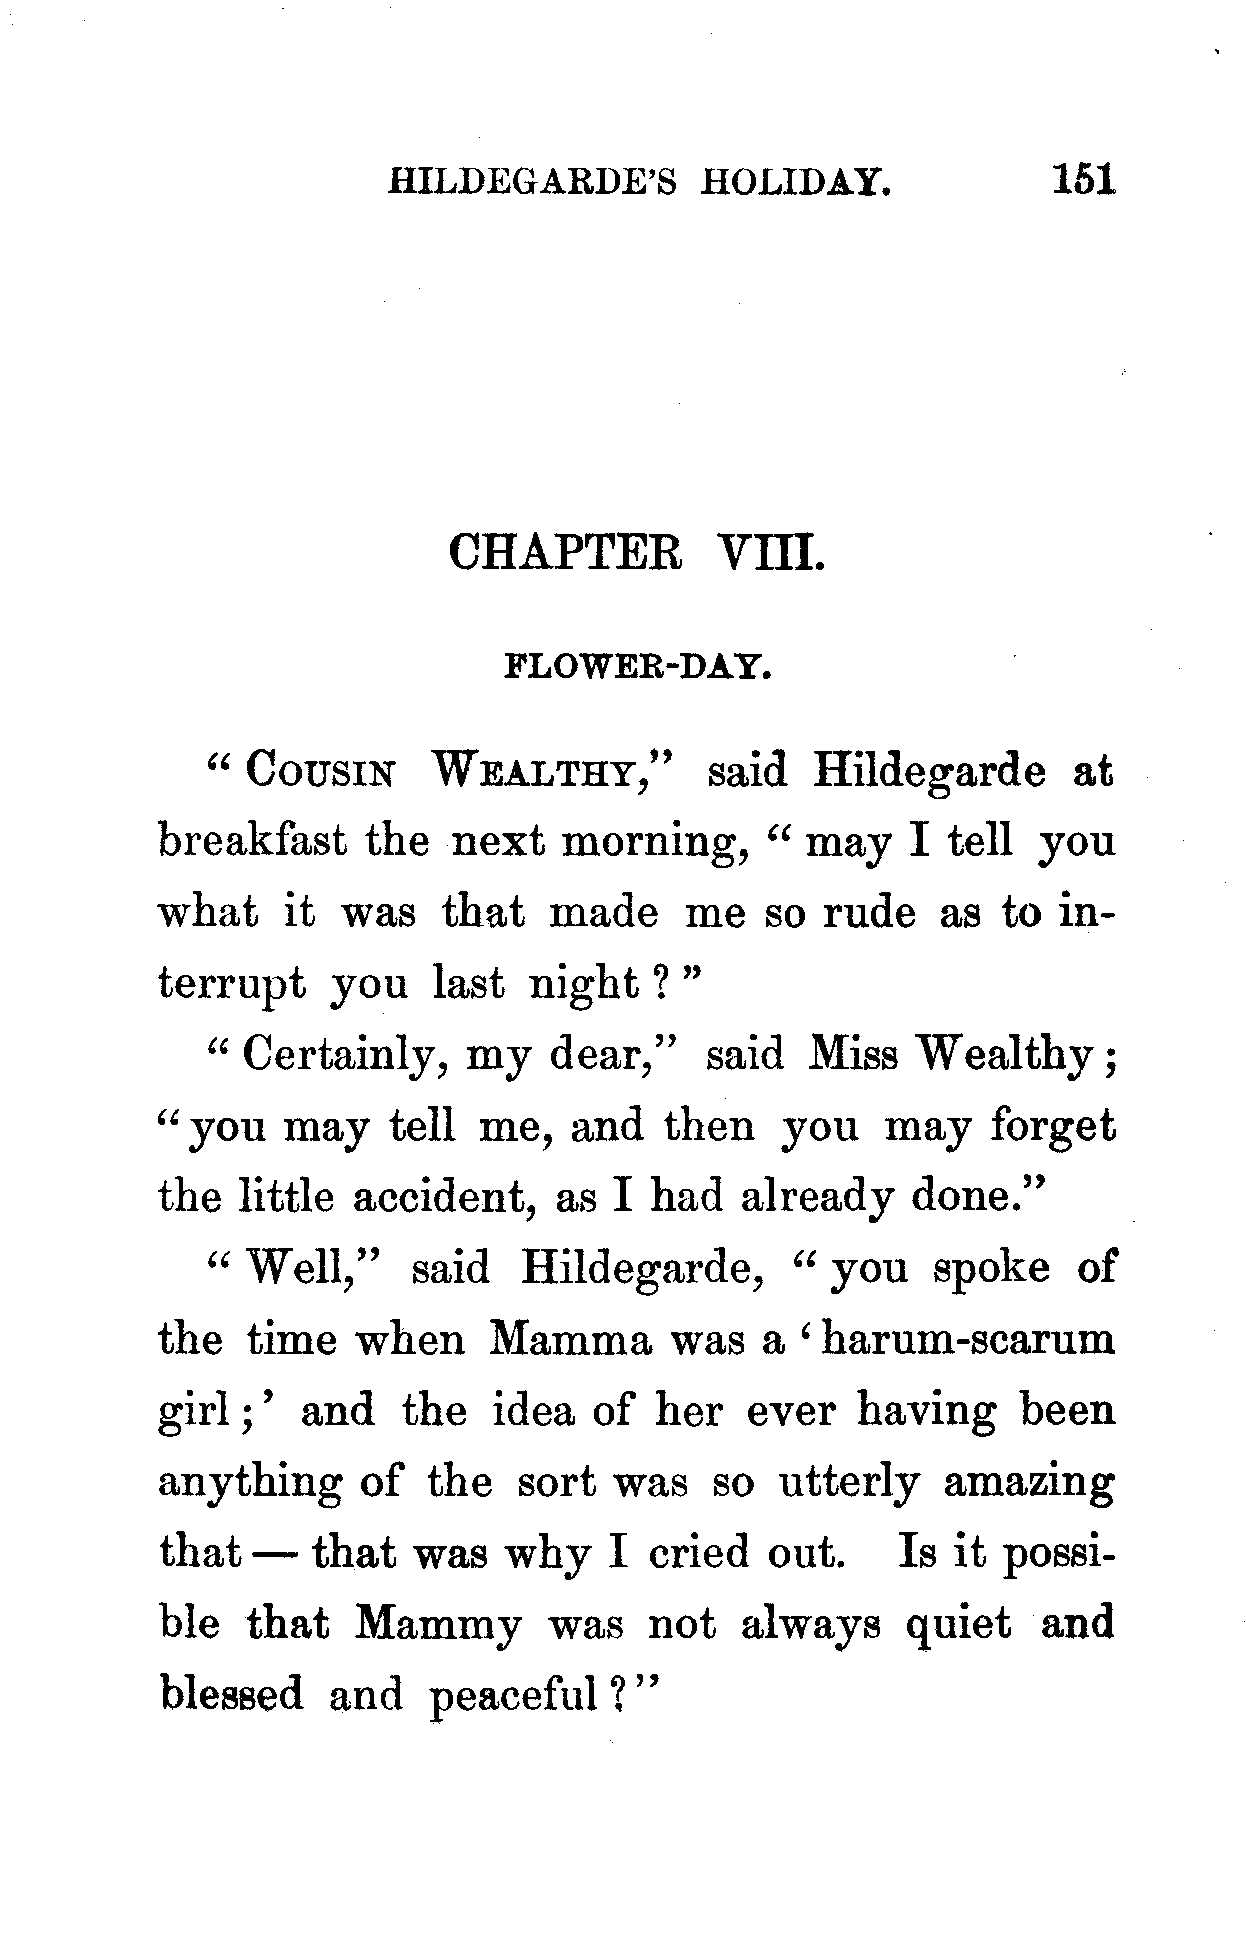 HILDEGARDE'S HOLIDAY. 151
CHAPTER VIII.
FLOWER-DAY.
“ COUSIN WEALTHY,” said Hildegarde at
breakfast the next morning, “ may I tell you
what it was that made me so rude as to in-
terrupt you last night ? ”
“ Certainly, my dear,” said Miss Wealthy ;
“ you may tell me, and then you may forget
the little accident, as I had already done.”
“ Well,” said Hildegarde, “ you spoke of
the time when Mamma was a ‘ harum-scarum
girl ; ’ and the idea of her ever having been
anything of the sort was so utterly amazing
that — that was why I cried out. Is it possi-
ble that Mammy was not always quiet and
blessed and peaceful ? ”